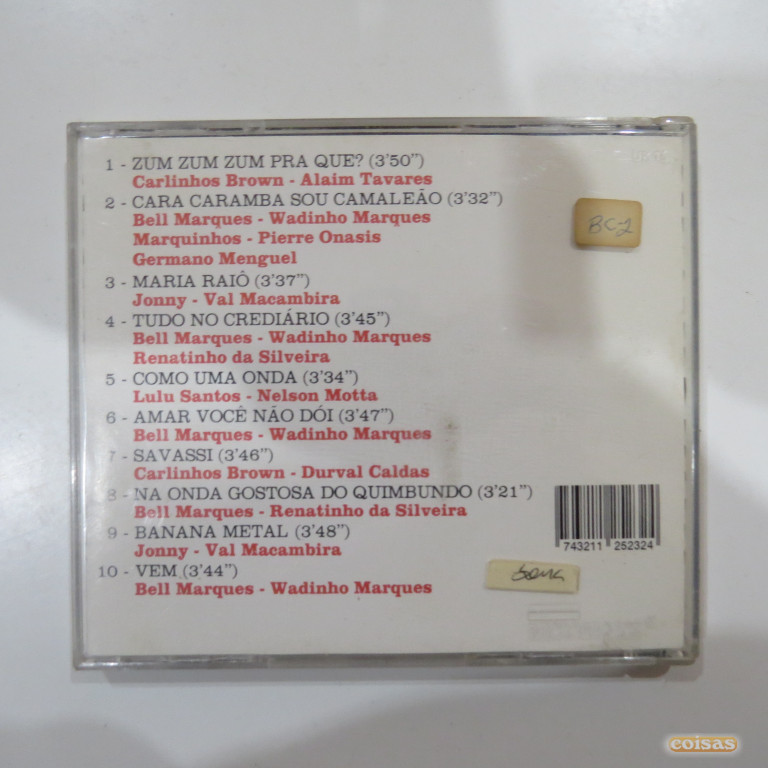 1 - ZUM ZUM ZUM PRA QUE? (3'50")
Carlinhos Brown - Alaim Tavares
2 - CARA CARAMBA SOU CAMALEÃO (3'32")
Bell Marques - Wadinho Marques
Marquinhos - Pierre Onasis
Germano Menguel
3 - MARIA RAIÔ (3'37")
Jonny - Val Macambira
4 - TUDO NO CREDIÁRIO (3'45")
Bell Marques - Wadinho Marques
Renatinho da Silveira
5 - COMO UMA ONDA (3'34")
Lulu Santos - Nelson Motta
6 - AMAR VOCÊ NÃO DÓI (3'47")
Bell Marques - Wadinho Marques
7 - SAVASSI (3'46")
Carlinhos Brown - Durval Caldas
8 - NA ONDA GOSTOSA DO QUIMBUNDO (3'21")
Bell Marques - Renatinho da Silveira
9 - BANANA METAL (3'48")
Jonny - Val Macambira
10 - VEM (3'44")
Bell Marques - Wadinho Marques
BC-2
743211 252324
coisas